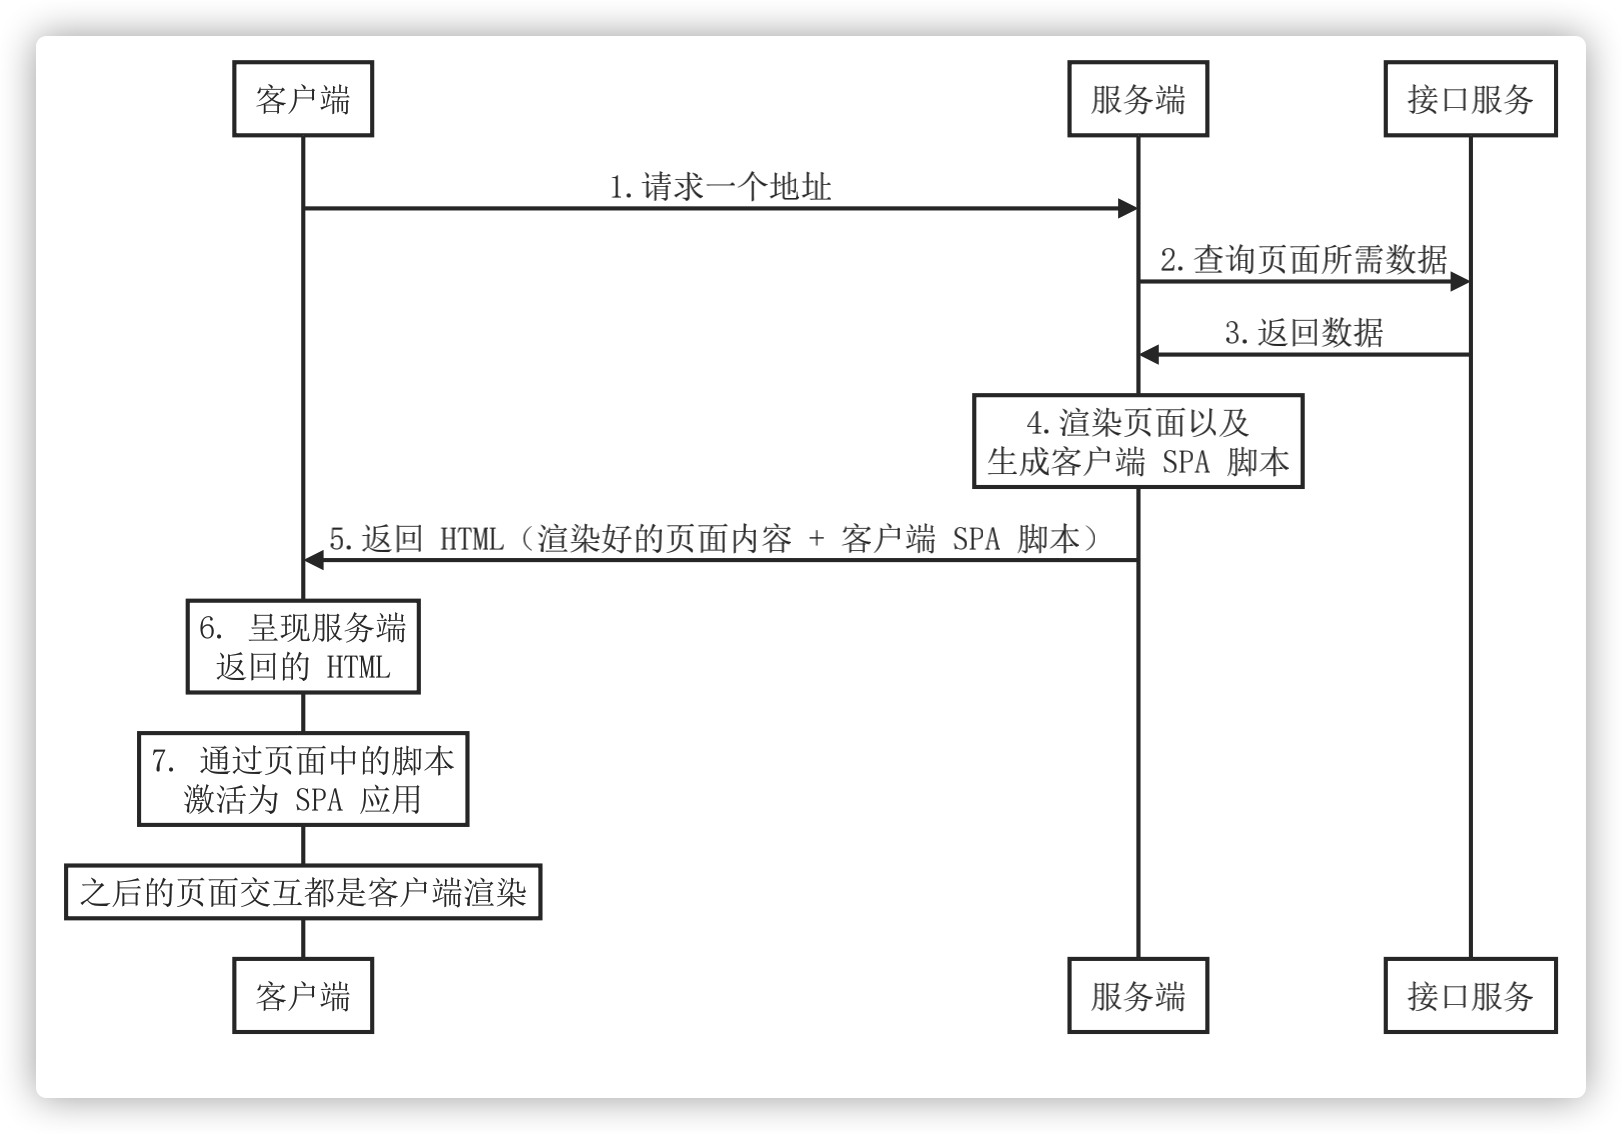 客户端
服务端
接口服务
1.请求一个地址
2.查询页面所需数据
3.返回数据
4.渲染页面以及
生成客户端 SPA 脚本
5.返回 HTML（渲染好的页面内容 + 客户端 SPA 脚本）
6. 呈现服务端
返回的 HTML
7. 通过页面中的脚本
激活为 SPA 应用
之后的页面交互都是客户端渲染
客户端
服务端
接口服务